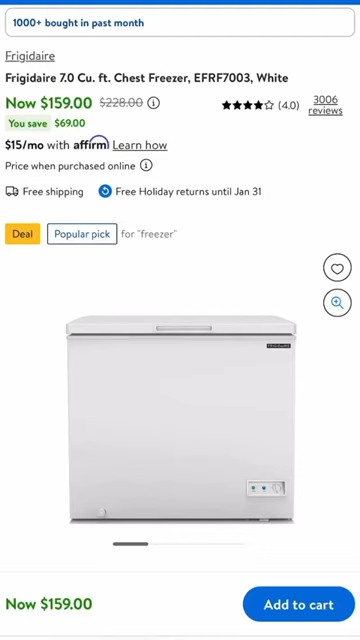 1000+ bought in past month
Frigidaire
Frigidaire 7.0 Cu. ft. Chest Freezer, EFRF7003, White
Now $159.00 $228.00 (4.0) 3006 reviews
You save $69.00
$15/mo with affirm Learn how
Price when purchased online
Free shipping Free Holiday returns until Jan 31
Deal Popular pick for "freezer"
FRIGIDAIRE
Now $159.00 Add to cart